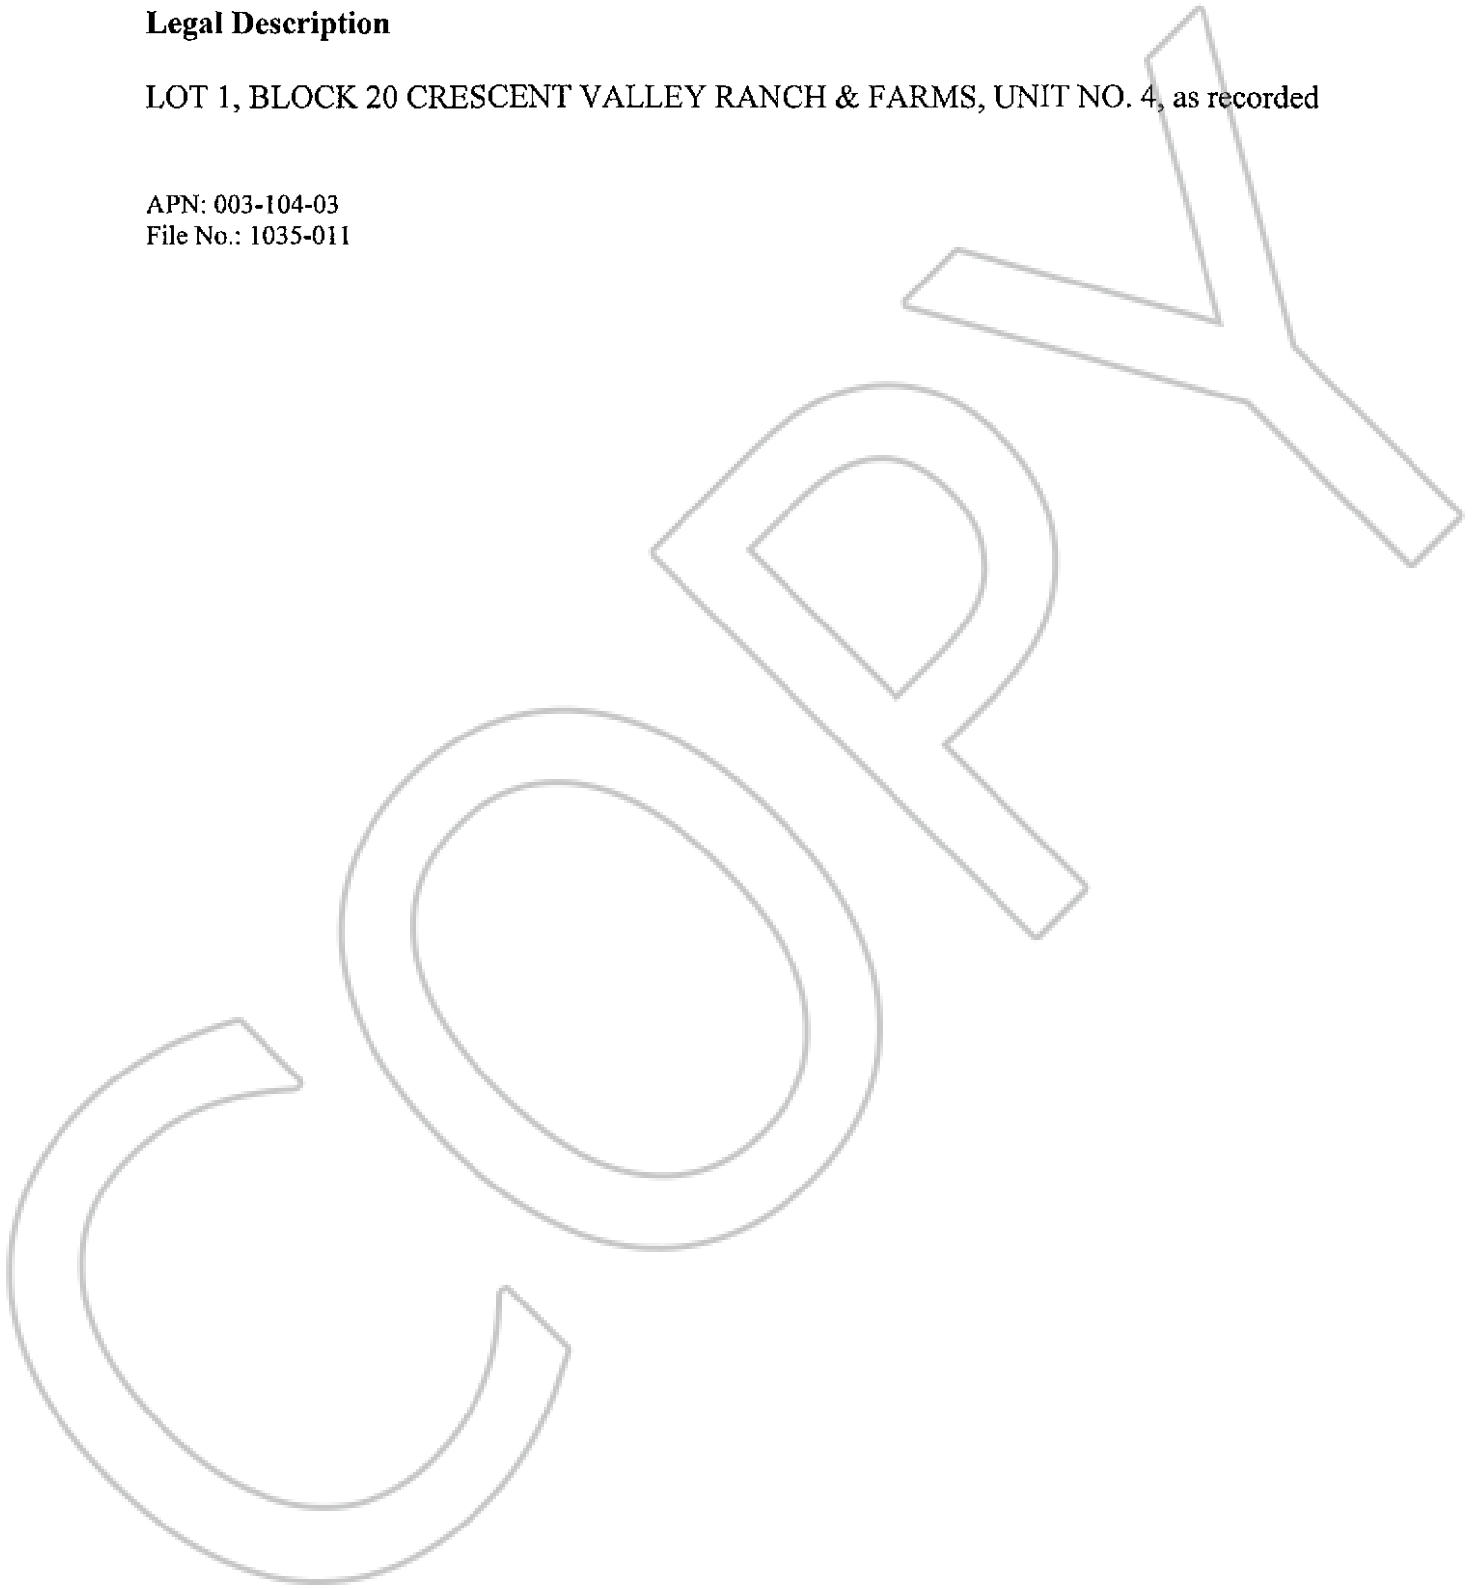 Legal Description
LOT 1, BLOCK 20 CRESCENT VALLEY RANCH & FARMS, UNIT NO. 4, as recorded
APN: 003-104-03
File No.: 1035-011
COPY